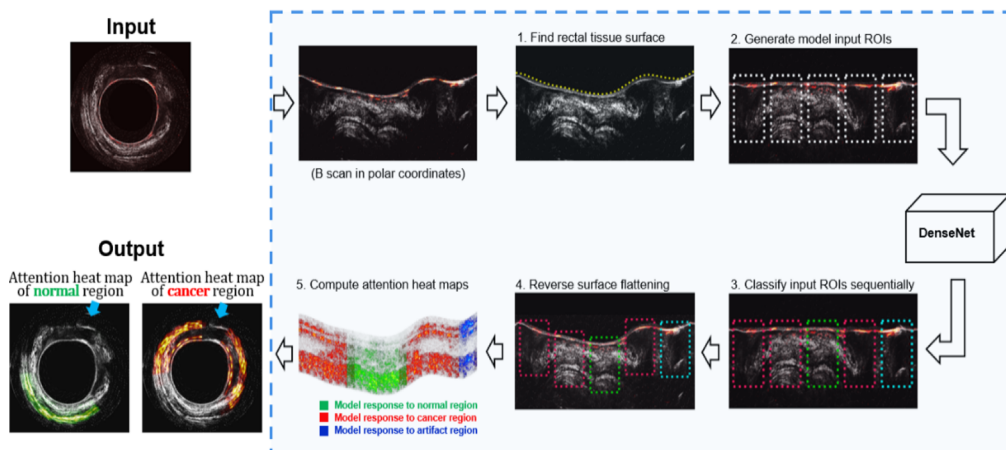 Input
1. Find rectal tissue surface
2. Generate model input ROIs
(B scan in polar coordinates)
DenseNet
Output
Attention heat map
of normal region
Attention heat map
of cancer region
5. Compute attention heat maps
4. Reverse surface flattening
3. Classify input ROIs sequentially
Model response to normal region
Model response to cancer region
Model response to artifact region